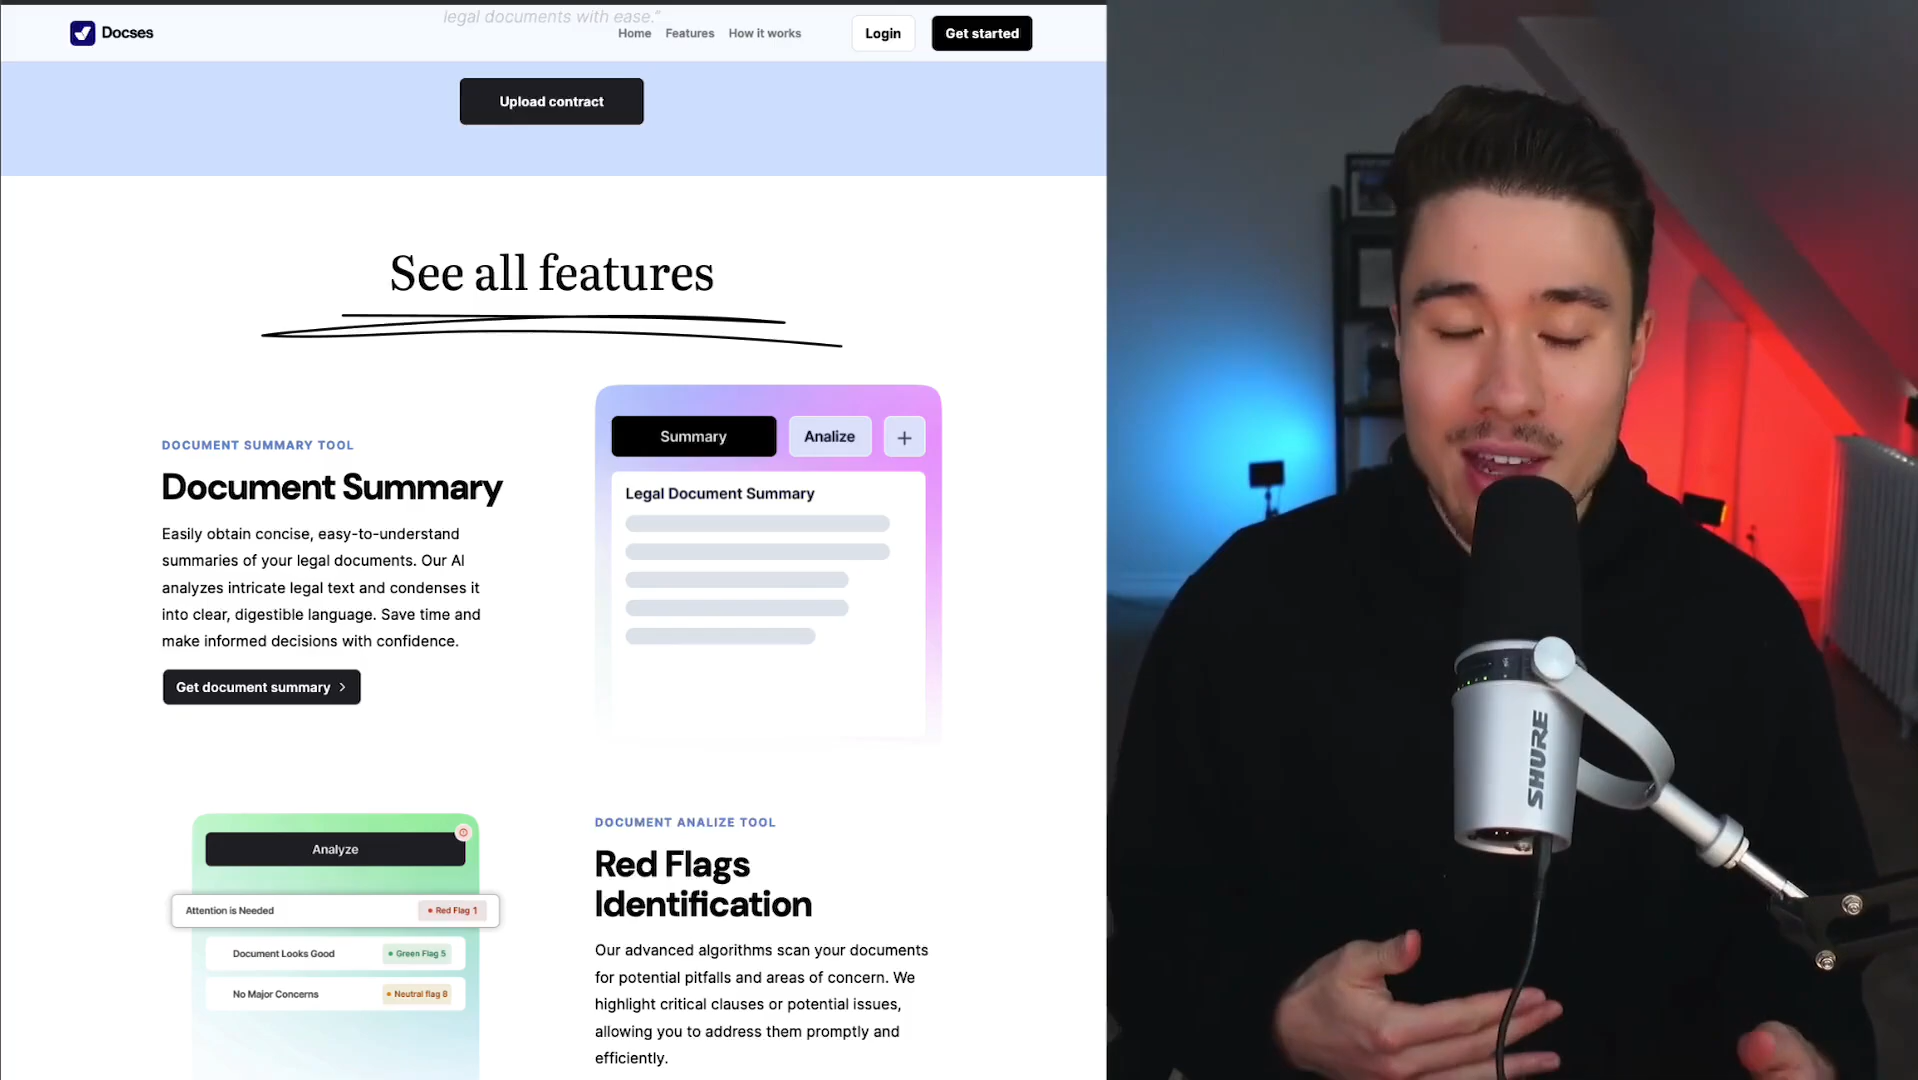 legal documents with ease."
Docses
Home Features How it works Login Get started
Upload contract
See all features
DOCUMENT SUMMARY TOOL
Document Summary
Easily obtain concise, easy-to-understand
summaries of your legal documents. Our AI
analyzes intricate legal text and condenses it
into clear, digestible language. Save time and
make informed decisions with confidence.
Get document summary
Summary Analize +
Legal Document Summary
Analyze
Attention is Needed Red Flag 1
Document Looks Good Green Flag 5
No Major Concerns Neutral flag 8
DOCUMENT ANALIZE TOOL
Red Flags
Identification
Our advanced algorithms scan your documents
for potential pitfalls and areas of concern. We
highlight critical clauses or potential issues,
allowing you to address them promptly and
efficiently.
SHURE